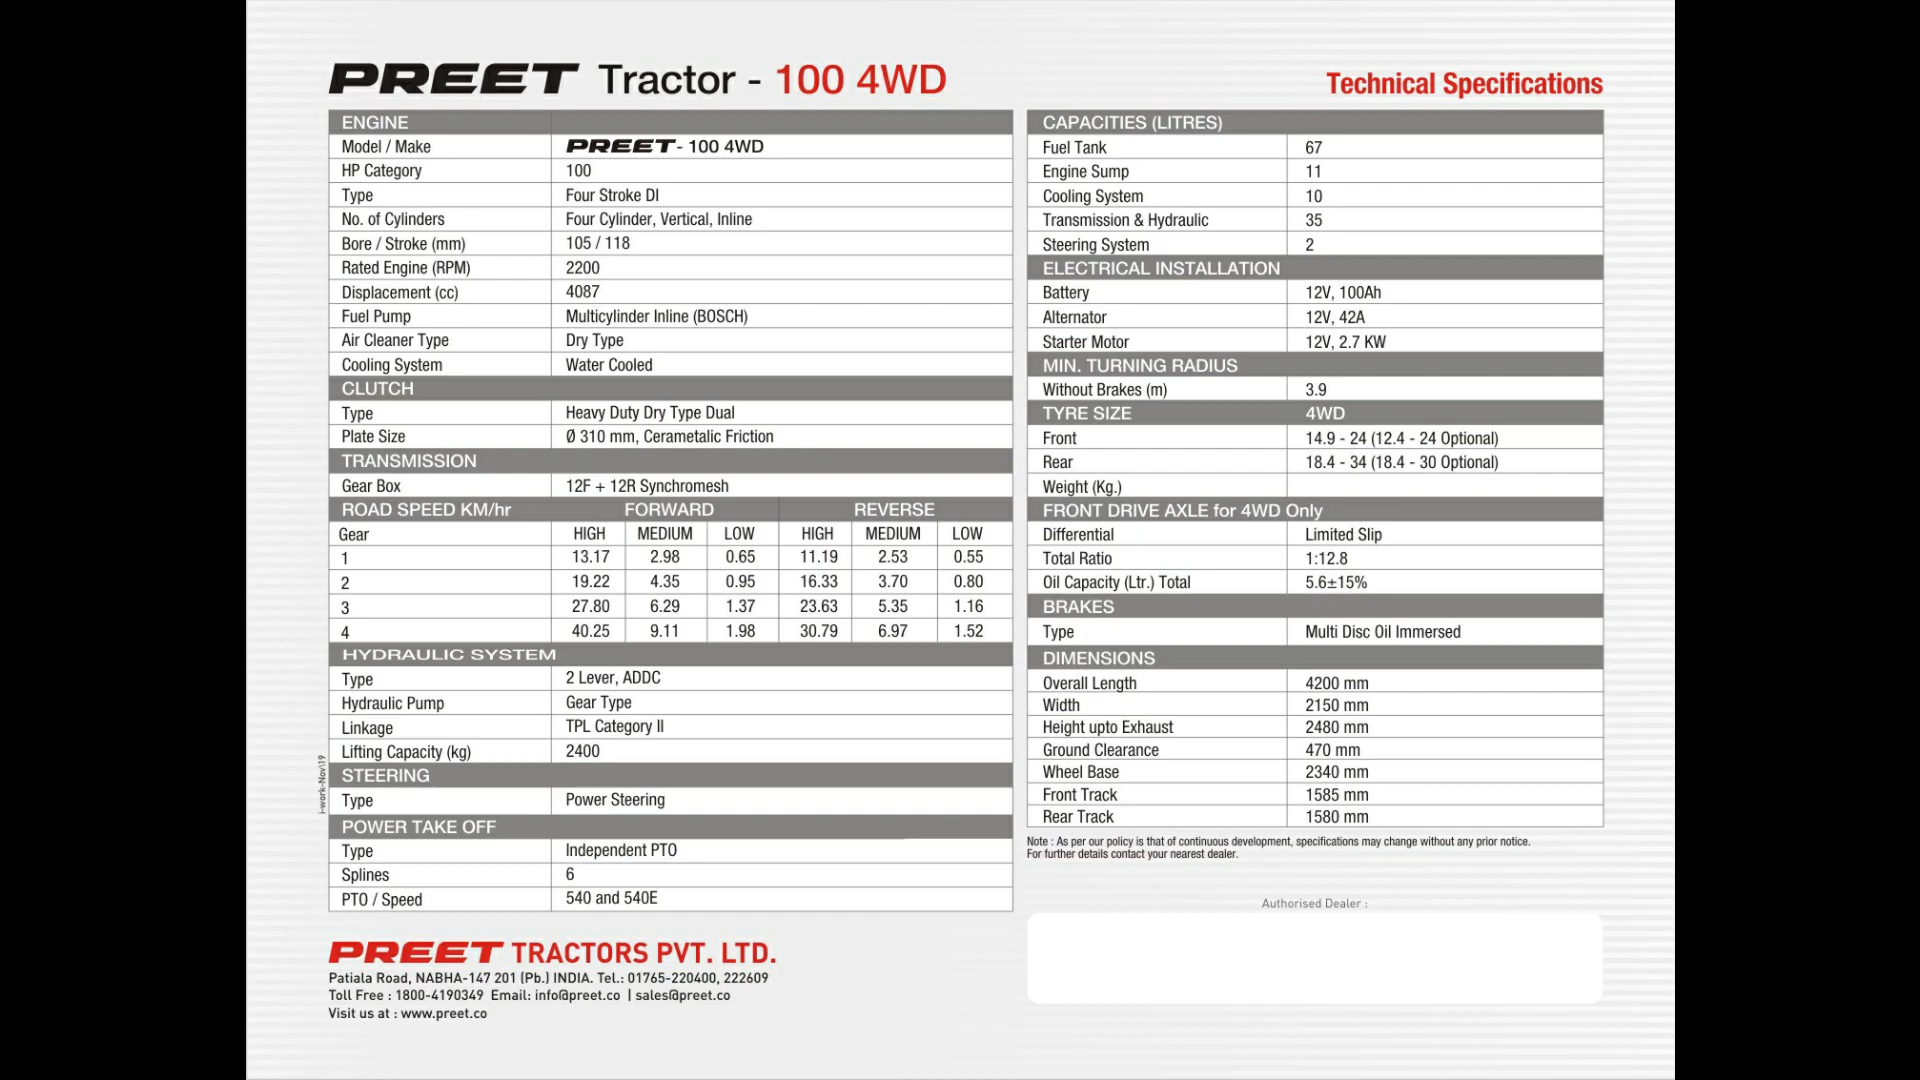 PREET Tractor - 100 4WD
Technical Specifications
ENGINE
Model / Make PREET - 100 4WD
HP Category 100
Type Four Stroke DI
No. of Cylinders Four Cylinder, Vertical, Inline
Bore / Stroke (mm) 105 / 118
Rated Engine (RPM) 2200
Displacement (cc) 4087
Fuel Pump Multicylinder Inline (BOSCH)
Air Cleaner Type Dry Type
Cooling System Water Cooled
CLUTCH
Type Heavy Duty Dry Type Dual
Plate Size Ø 310 mm, Cerametalic Friction
TRANSMISSION
Gear Box 12F + 12R Synchromesh
ROAD SPEED KM/hr FORWARD REVERSE
Gear HIGH MEDIUM LOW HIGH MEDIUM LOW
1 13.17 2.98 0.65 11.19 2.53 0.55
2 19.22 4.35 0.95 16.33 3.70 0.80
3 27.80 6.29 1.37 23.63 5.35 1.16
4 40.25 9.11 1.98 30.79 6.97 1.52
HYDRAULIC SYSTEM
Type 2 Lever, ADDC
Hydraulic Pump Gear Type
Linkage TPL Category II
Lifting Capacity (kg) 2400
STEERING
Type Power Steering
POWER TAKE OFF
Type Independent PTO
Splines 6
PTO / Speed 540 and 540E
i-work-Nov\19
CAPACITIES (LITRES)
Fuel Tank 67
Engine Sump 11
Cooling System 10
Transmission & Hydraulic 35
Steering System 2
ELECTRICAL INSTALLATION
Battery 12V, 100Ah
Alternator 12V, 42A
Starter Motor 12V, 2.7 KW
MIN. TURNING RADIUS
Without Brakes (m) 3.9
TYRE SIZE 4WD
Front 14.9 - 24 (12.4 - 24 Optional)
Rear 18.4 - 34 (18.4 - 30 Optional)
Weight (Kg.)
FRONT DRIVE AXLE for 4WD Only
Differential Limited Slip
Total Ratio 1:12.8
Oil Capacity (Ltr.) Total 5.6±15%
BRAKES
Type Multi Disc Oil Immersed
DIMENSIONS
Overall Length 4200 mm
Width 2150 mm
Height upto Exhaust 2480 mm
Ground Clearance 470 mm
Wheel Base 2340 mm
Front Track 1585 mm
Rear Track 1580 mm
Note : As per our policy is that of continuous development, specifications may change without any prior notice.
For further details contact your nearest dealer.
Authorised Dealer :
PREET TRACTORS PVT. LTD.
Patiala Road, NABHA-147 201 (Pb.) INDIA. Tel.: 01765-220400, 222609
Toll Free : 1800-4190349 Email: info@preet.co | sales@preet.co
Visit us at : www.preet.co